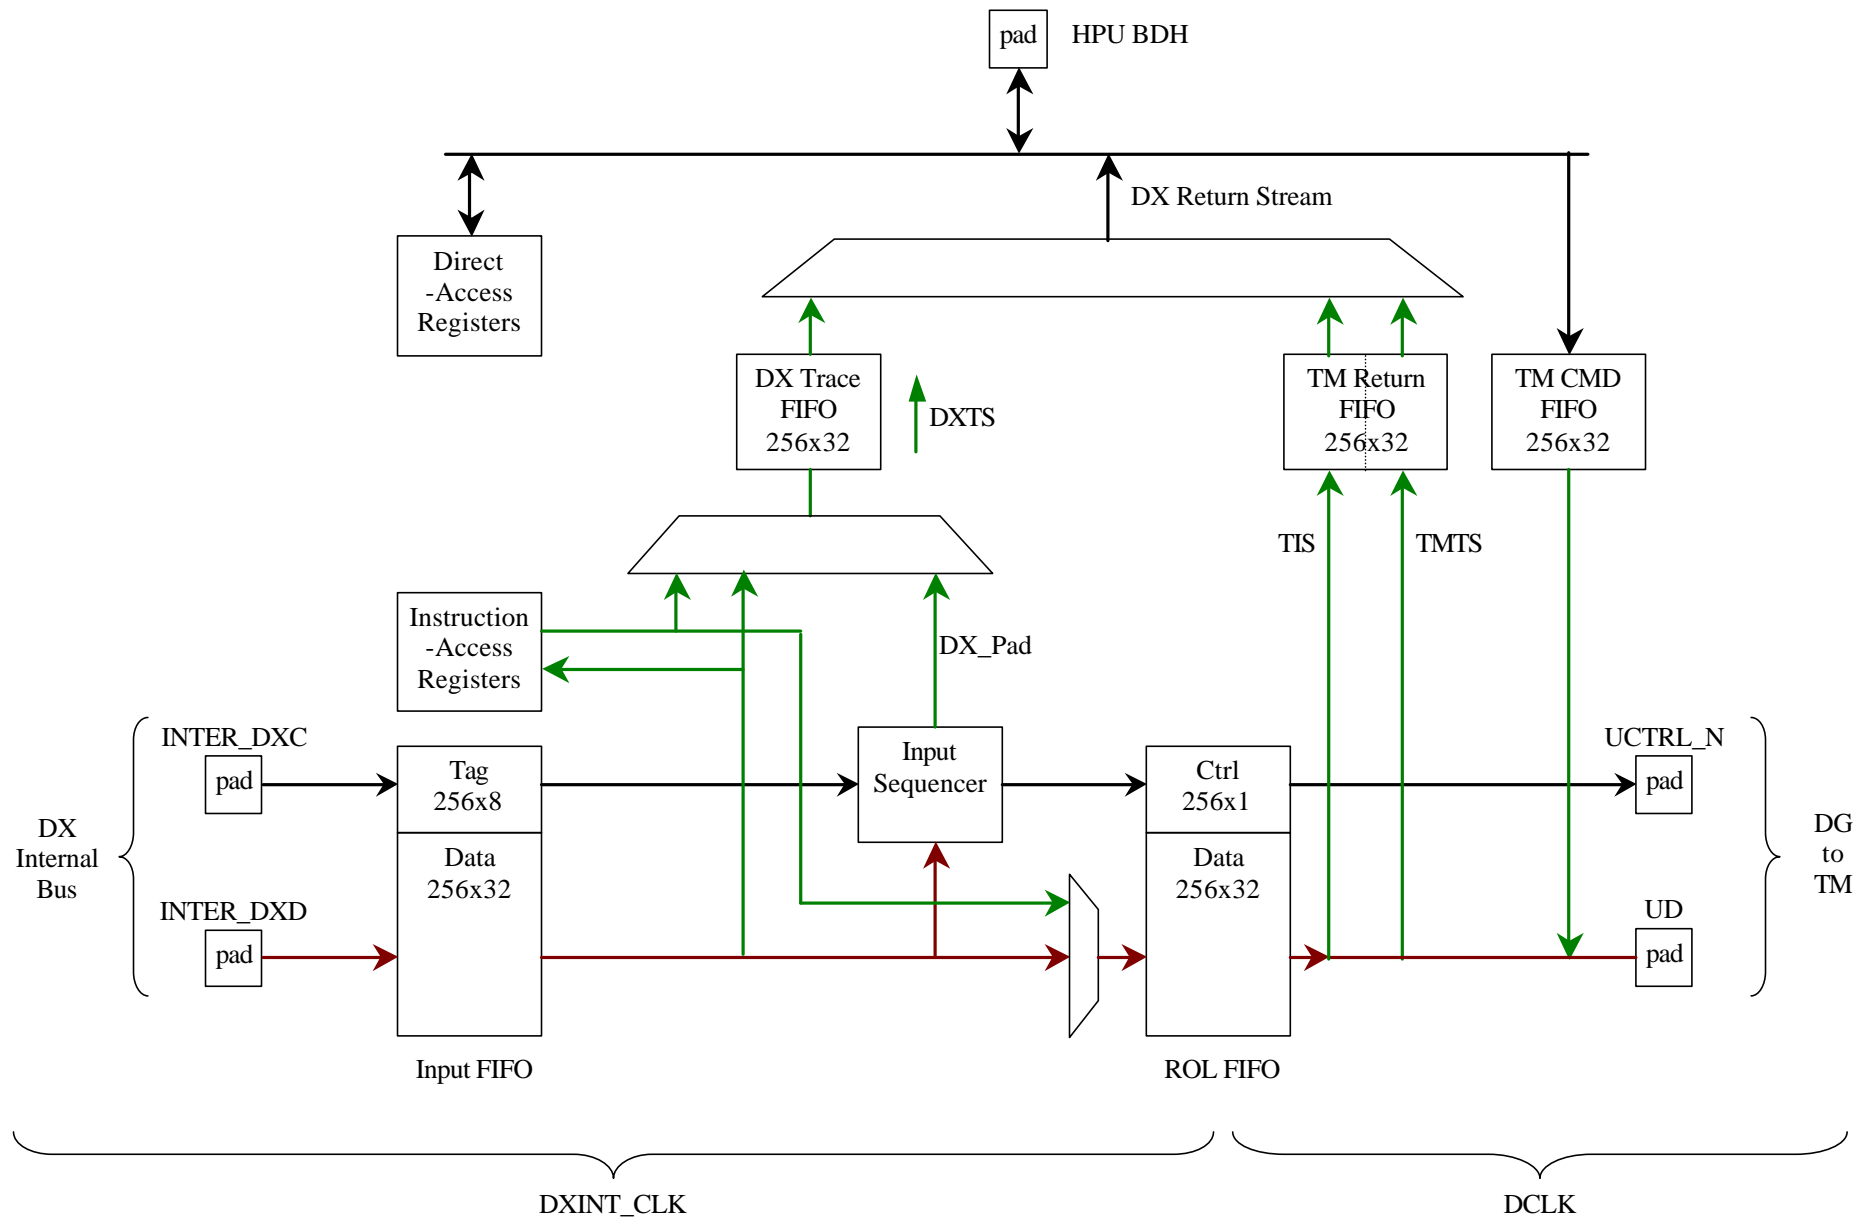 pad
HPU BDH
DX Return Stream
Direct
-Access
Registers
DX Trace
FIFO
256x32
DXTS
TM Return
FIFO
256x32
TM CMD
FIFO
256x32
TIS
TMTS
Instruction
-Access
Registers
DX_Pad
INTER_DXC
pad
Tag
256x8
Input
Sequencer
Ctrl
256x1
UCTRL_N
pad
DX
Internal
Bus
Data
256x32
Data
256x32
DG
to
TM
INTER_DXD
pad
UD
pad
Input FIFO
ROL FIFO
DXINT_CLK
DCLK